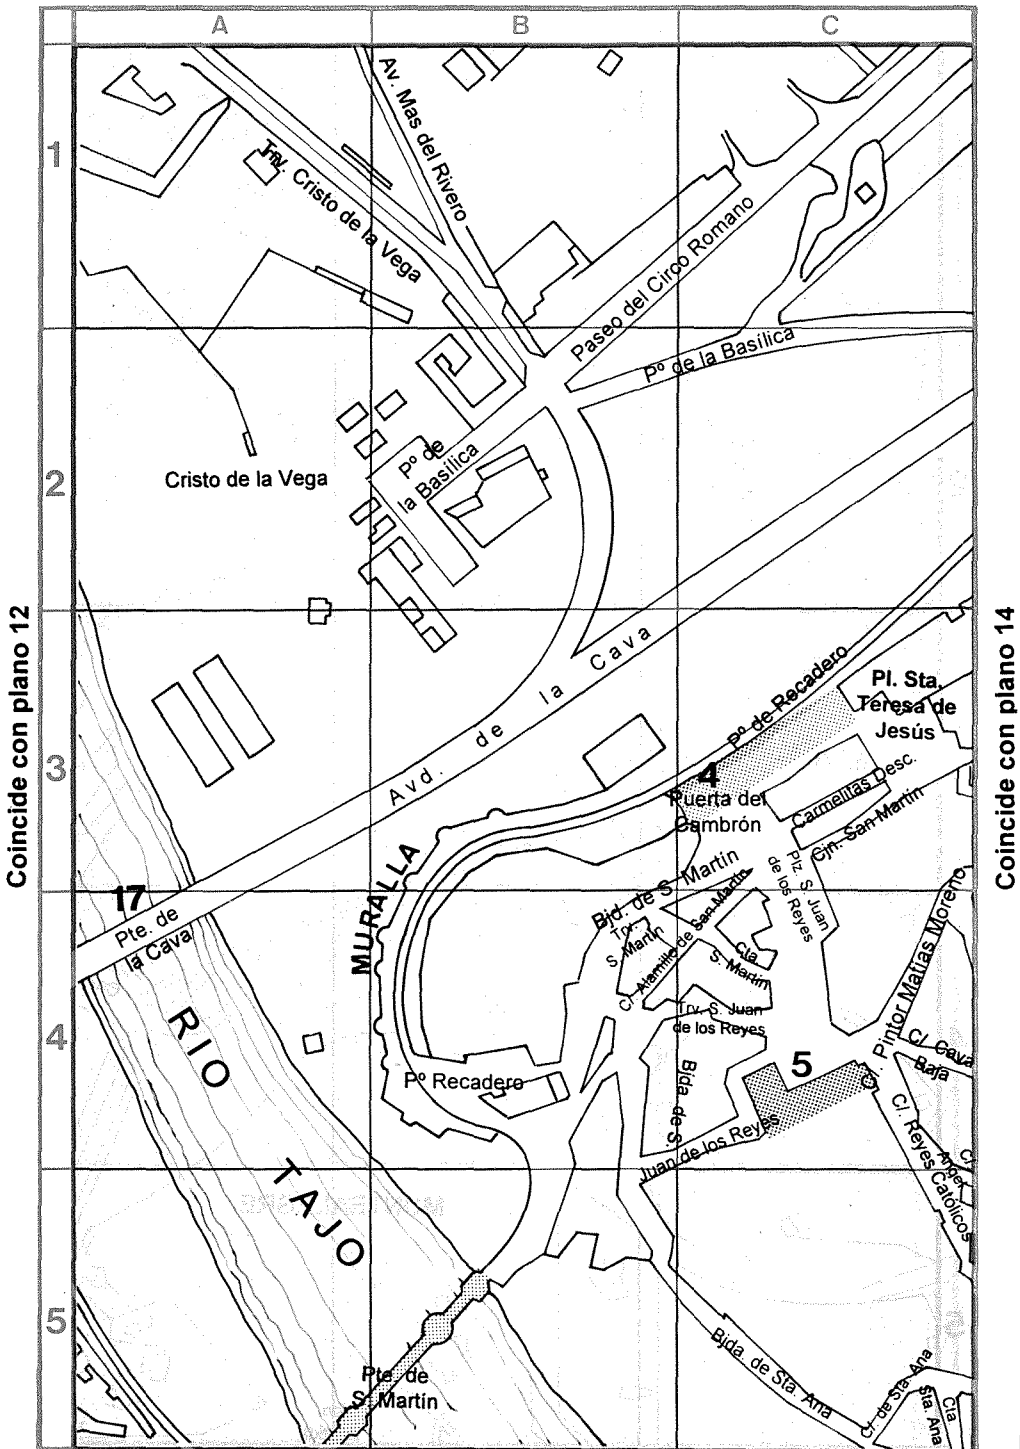 A
B
C
1
2
3
4
5
Coincide con plano 12
Coincide con plano 14
Av. Mas del Rivero
Trv. Cristo de la Vega
Paseo del Circo Romano
Pº de la Basílica
Pº de
la Basílica
Cristo de la Vega
Avd. de la Cava
Pº de Recadero
Pl. Sta.
Teresa de
Jesús
4
Puerta del
Cambrón
Carmelitas Desc.
Cjn. San Martín
Plz. S. Juan
de los Reyes
MURALLA
17
Pte. de
la Cava
Bjd. de S. Martín
Trv.
S. Martín
C/. Alamillo de San Martín
Cta.
S. Martín
Trv. S. Juan
de los Reyes
C/. Pintor Matías Moreno
C/. Cava
Baja
5
RIO
TAJO
Pº Recadero
Bjda. de S.
Juan de los Reyes
C/. Reyes Católicos
C/.
Angel
Pte. de
S. Martín
Bjda. de Sta. Ana
C/. de Sta. Ana
Cta
Sta. Ana